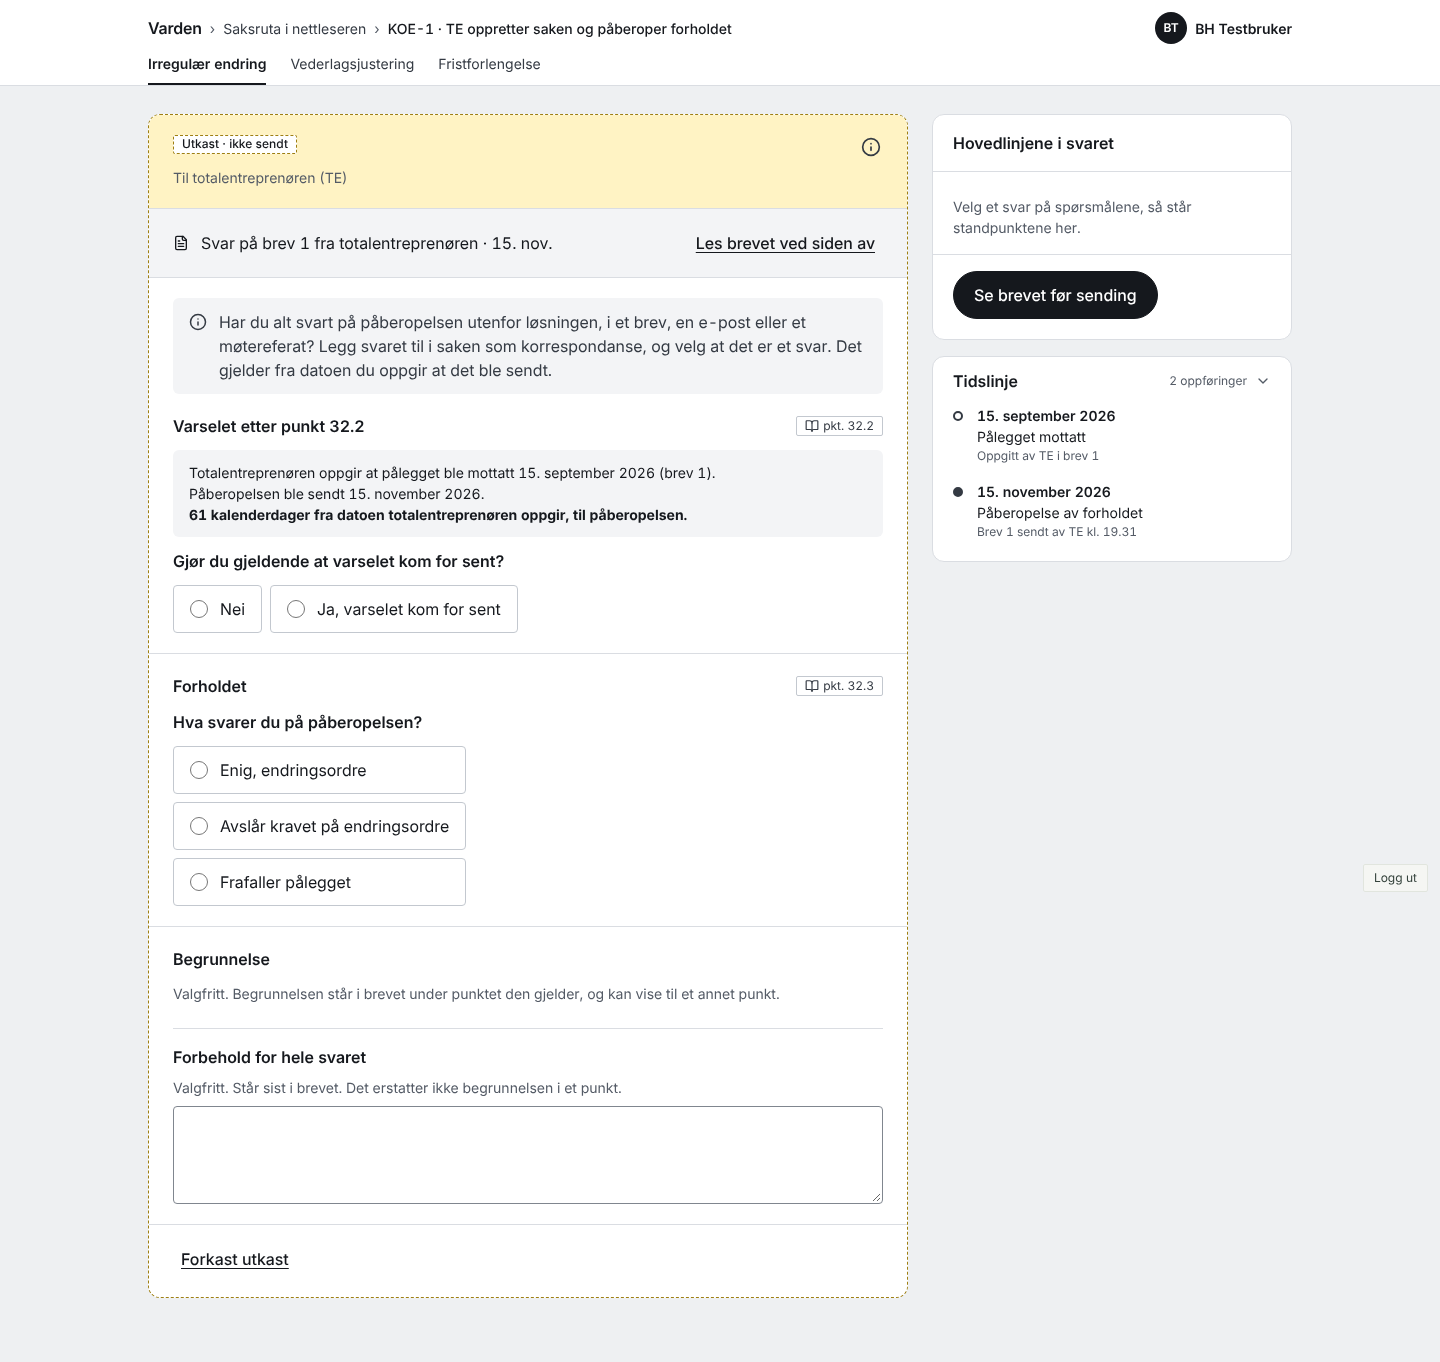 Varden › Saksruta i nettleseren › KOE-1 · TE oppretter saken og påberoper forholdet
BT BH Testbruker
Irregulær endring Vederlagsjustering Fristforlengelse
Utkast · ikke sendt
Til totalentreprenøren (TE)
Svar på brev 1 fra totalentreprenøren · 15. nov.
Les brevet ved siden av
Har du alt svart på påberopelsen utenfor løsningen, i et brev, en e-post eller et
møtereferat? Legg svaret til i saken som korrespondanse, og velg at det er et svar. Det
gjelder fra datoen du oppgir at det ble sendt.
Varselet etter punkt 32.2
pkt. 32.2
Totalentreprenøren oppgir at pålegget ble mottatt 15. september 2026 (brev 1).
Påberopelsen ble sendt 15. november 2026.
61 kalenderdager fra datoen totalentreprenøren oppgir, til påberopelsen.
Gjør du gjeldende at varselet kom for sent?
Nei
Ja, varselet kom for sent
Forholdet
pkt. 32.3
Hva svarer du på påberopelsen?
Enig, endringsordre
Avslår kravet på endringsordre
Frafaller pålegget
Begrunnelse
Valgfritt. Begrunnelsen står i brevet under punktet den gjelder, og kan vise til et annet punkt.
Forbehold for hele svaret
Valgfritt. Står sist i brevet. Det erstatter ikke begrunnelsen i et punkt.
Forkast utkast
Hovedlinjene i svaret
Velg et svar på spørsmålene, så står
standpunktene her.
Se brevet før sending
Tidslinje
2 oppføringer
15. september 2026
Pålegget mottatt
Oppgitt av TE i brev 1
15. november 2026
Påberopelse av forholdet
Brev 1 sendt av TE kl. 19.31
Logg ut